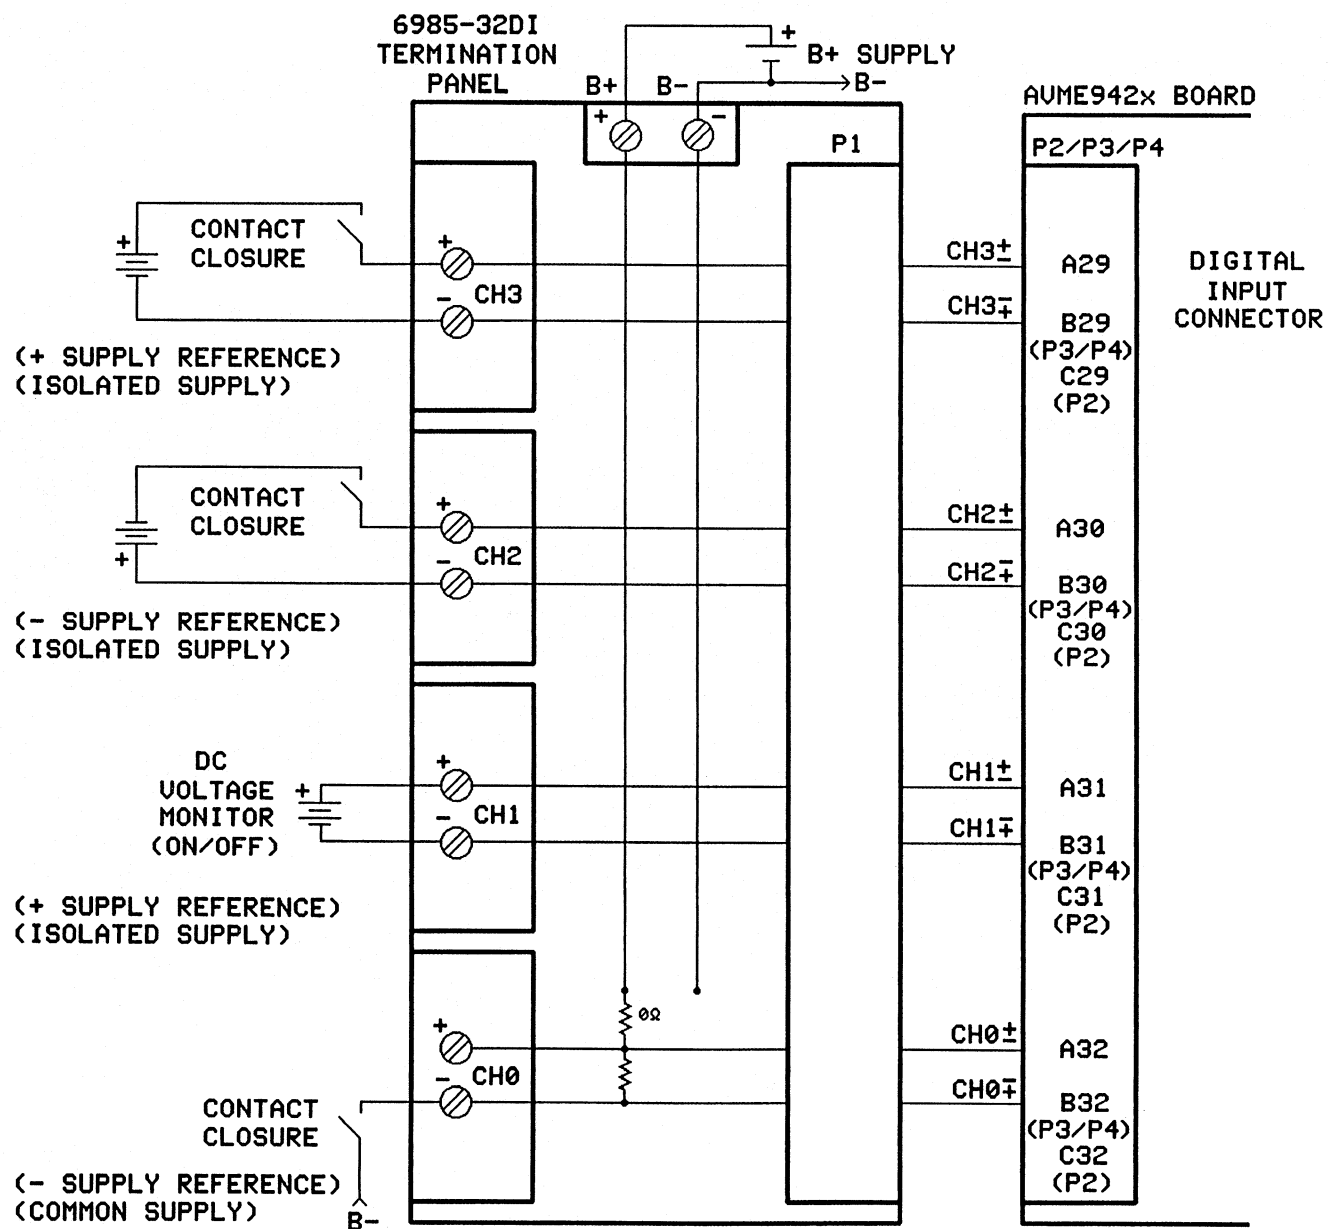 6985-32DI
TERMINATION
PANEL
B+
B-
+
B+ SUPPLY
B-
AVME942x BOARD
+
-
P1
P2/P3/P4
CONTACT
CLOSURE
+
+
-
CH3
CH3±
CH3∓
A29
B29
(P3/P4)
C29
(P2)
DIGITAL
INPUT
CONNECTOR
(+ SUPPLY REFERENCE)
(ISOLATED SUPPLY)
CONTACT
CLOSURE
+
+
-
CH2
CH2±
CH2∓
A30
B30
(P3/P4)
C30
(P2)
(- SUPPLY REFERENCE)
(ISOLATED SUPPLY)
DC
VOLTAGE
MONITOR
(ON/OFF)
+
+
-
CH1
CH1±
CH1∓
A31
B31
(P3/P4)
C31
(P2)
(+ SUPPLY REFERENCE)
(ISOLATED SUPPLY)
0Ω
+
-
CH0
CH0±
CH0∓
A32
B32
(P3/P4)
C32
(P2)
CONTACT
CLOSURE
(- SUPPLY REFERENCE)
(COMMON SUPPLY)
B-